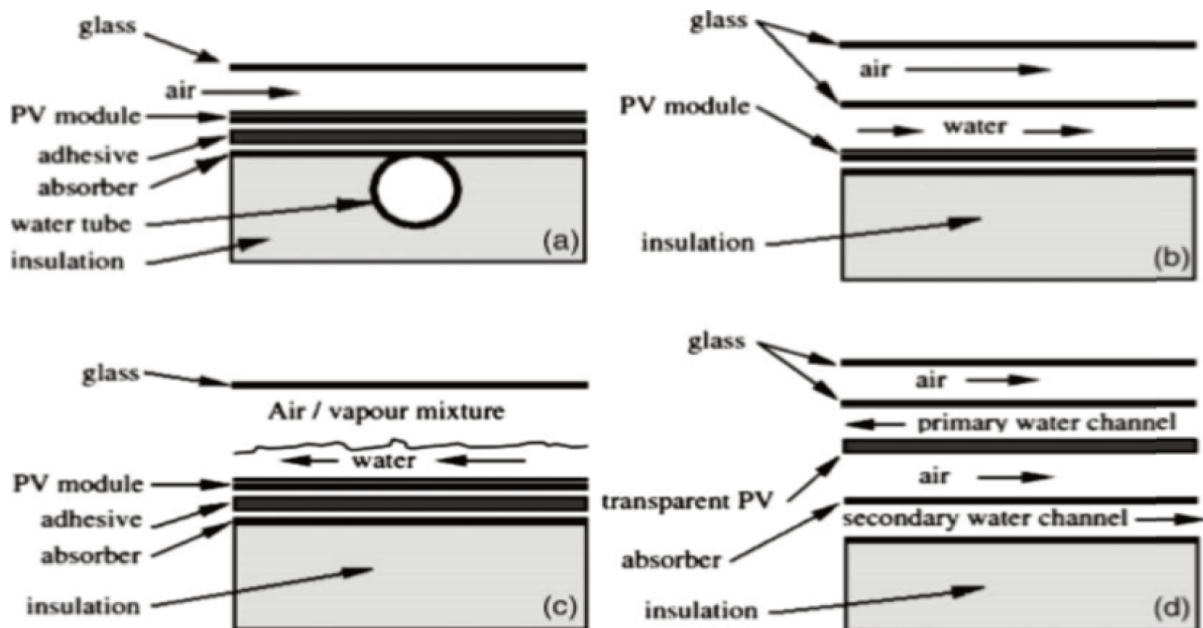 glass
air
PV module
adhesive
absorber
water tube
insulation
(a)
glass
air
PV module
water
insulation
(b)
glass
Air / vapour mixture
water
PV module
adhesive
absorber
insulation
(c)
glass
air
primary water channel
air
transparent PV
secondary water channel
absorber
insulation
(d)